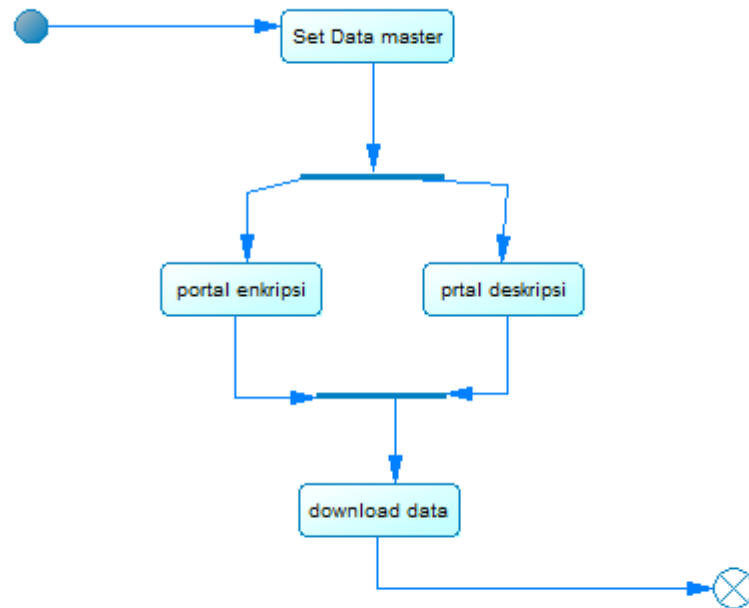 Set Data master
portal enkripsi
prtal deskripsi
download data